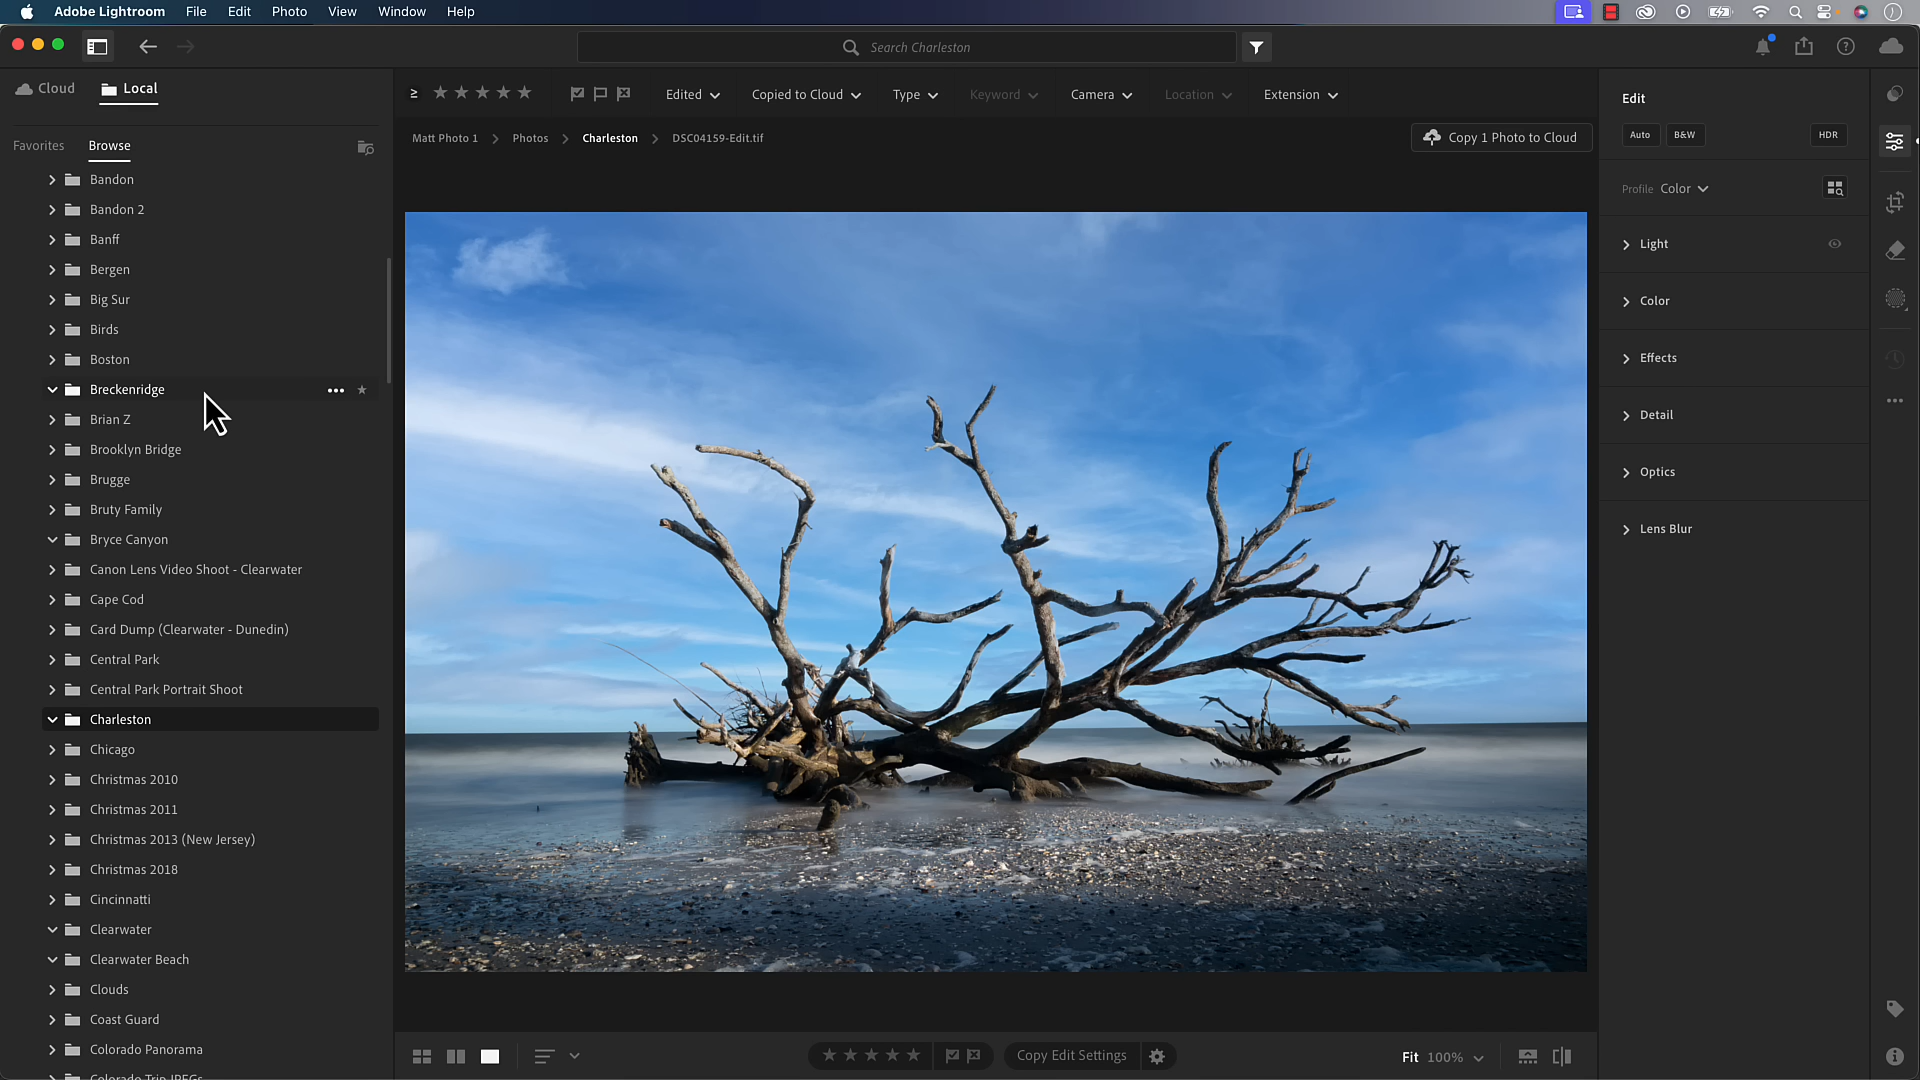 Adobe Lightroom File Edit Photo View Window Help
Search Charleston
Cloud Local
≥ Edited Copied to Cloud Type Keyword Camera Location Extension
Edit
Favorites Browse
Matt Photo 1 > Photos > Charleston > DSC04159-Edit.tif
Copy 1 Photo to Cloud
Auto B&W HDR
Profile Color
Light
Color
Effects
Detail
Optics
Lens Blur
Bandon
Bandon 2
Banff
Bergen
Big Sur
Birds
Boston
Breckenridge
Brian Z
Brooklyn Bridge
Brugge
Bruty Family
Bryce Canyon
Canon Lens Video Shoot - Clearwater
Cape Cod
Card Dump (Clearwater - Dunedin)
Central Park
Central Park Portrait Shoot
Charleston
Chicago
Christmas 2010
Christmas 2011
Christmas 2013 (New Jersey)
Christmas 2018
Cincinnatti
Clearwater
Clearwater Beach
Clouds
Coast Guard
Colorado Panorama
Colorado Trip JPEGs
Copy Edit Settings
Fit 100%